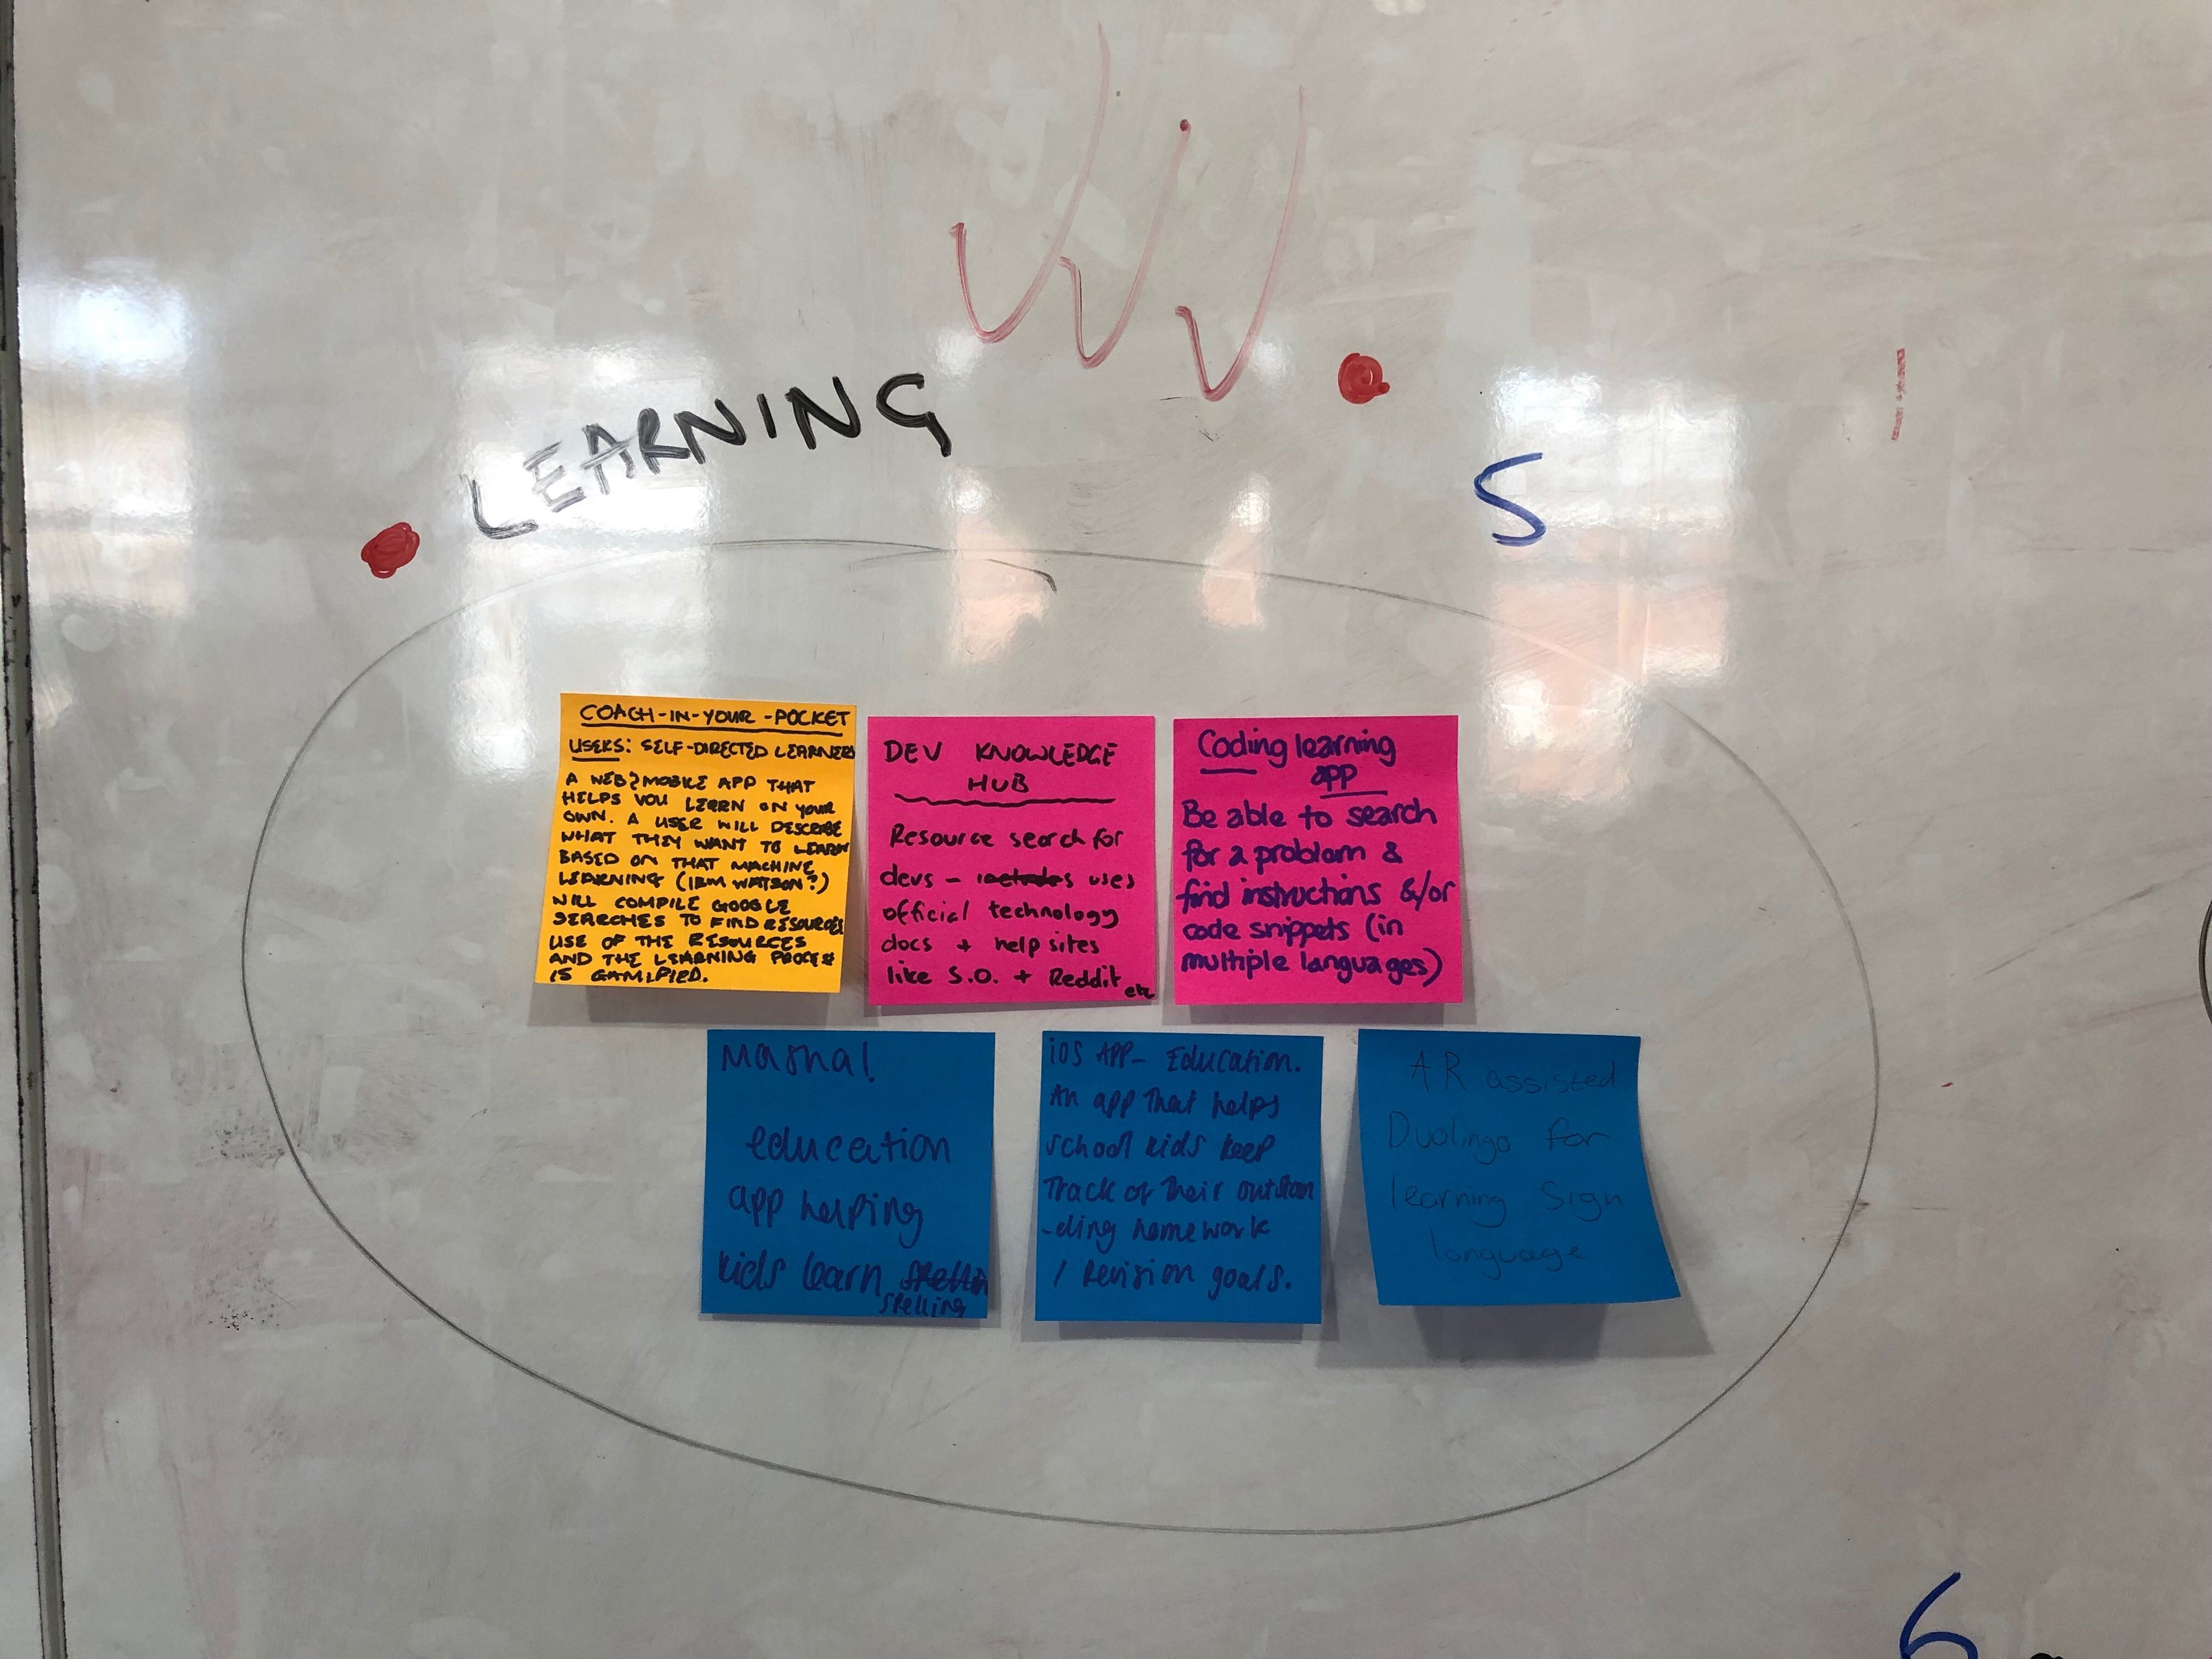 LEARNING
5
COACH-IN-YOUR-POCKET
USERS: SELF-DIRECTED LEARNERS
A WEB/MOBILE APP THAT
HELPS YOU LEARN ON YOUR
OWN. A USER WILL DESCRIBE
WHAT THEY WANT TO LEARN
BASED ON THAT MACHINE
LEARNING (IBM WATSON?)
WILL COMPILE GOOGLE
SEARCHES TO FIND RESOURCES
USE OF THE RESOURCES
AND THE LEARNING PROCESS
IS GAMIFIED.
DEV KNOWLEDGE
HUB
Resource search for
devs - uses
official technology
docs + help sites
like S.O. + Reddit etc
Coding learning
app
Be able to search
for a problem &
find instructions &/or
code snippets (in
multiple languages)
education
app helping
kids learn
spelling
iOS APP- Education.
An app that helps
school kids keep
Track of their outstan
-ding homework
/ Revision goals.
AR assisted
Duolingo for
learning Sign
language
6